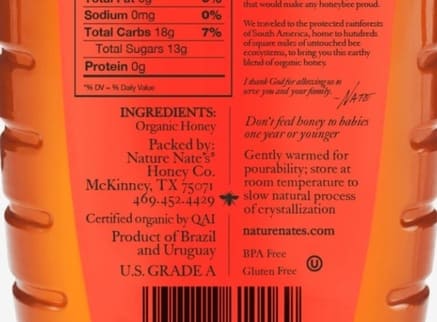 Sodium 0mg 0%
Total Carbs 18g 7%
Total Sugars 13g
Protein 0g
*% DV = % Daily Value
INGREDIENTS:
Organic Honey
Packed by:
Nature Nate's®
Honey Co.
McKinney, TX 75071
469-452-4429
Certified organic by QAI
Product of Brazil
and Uruguay
U.S. GRADE A
that would make any honeybee proud.
We traveled to the protected rainforests
of South America, home to hundreds
of square miles of untouched bee
ecosystems, to bring you this earthy
blend of organic honey.
I thank God for allowing us to
serve you and your family.
-NATE
Don't feed honey to babies
one year or younger
Gently warmed for
pourability; store at
room temperature to
slow natural process
of crystallization
naturenates.com
BPA Free
Gluten Free
U